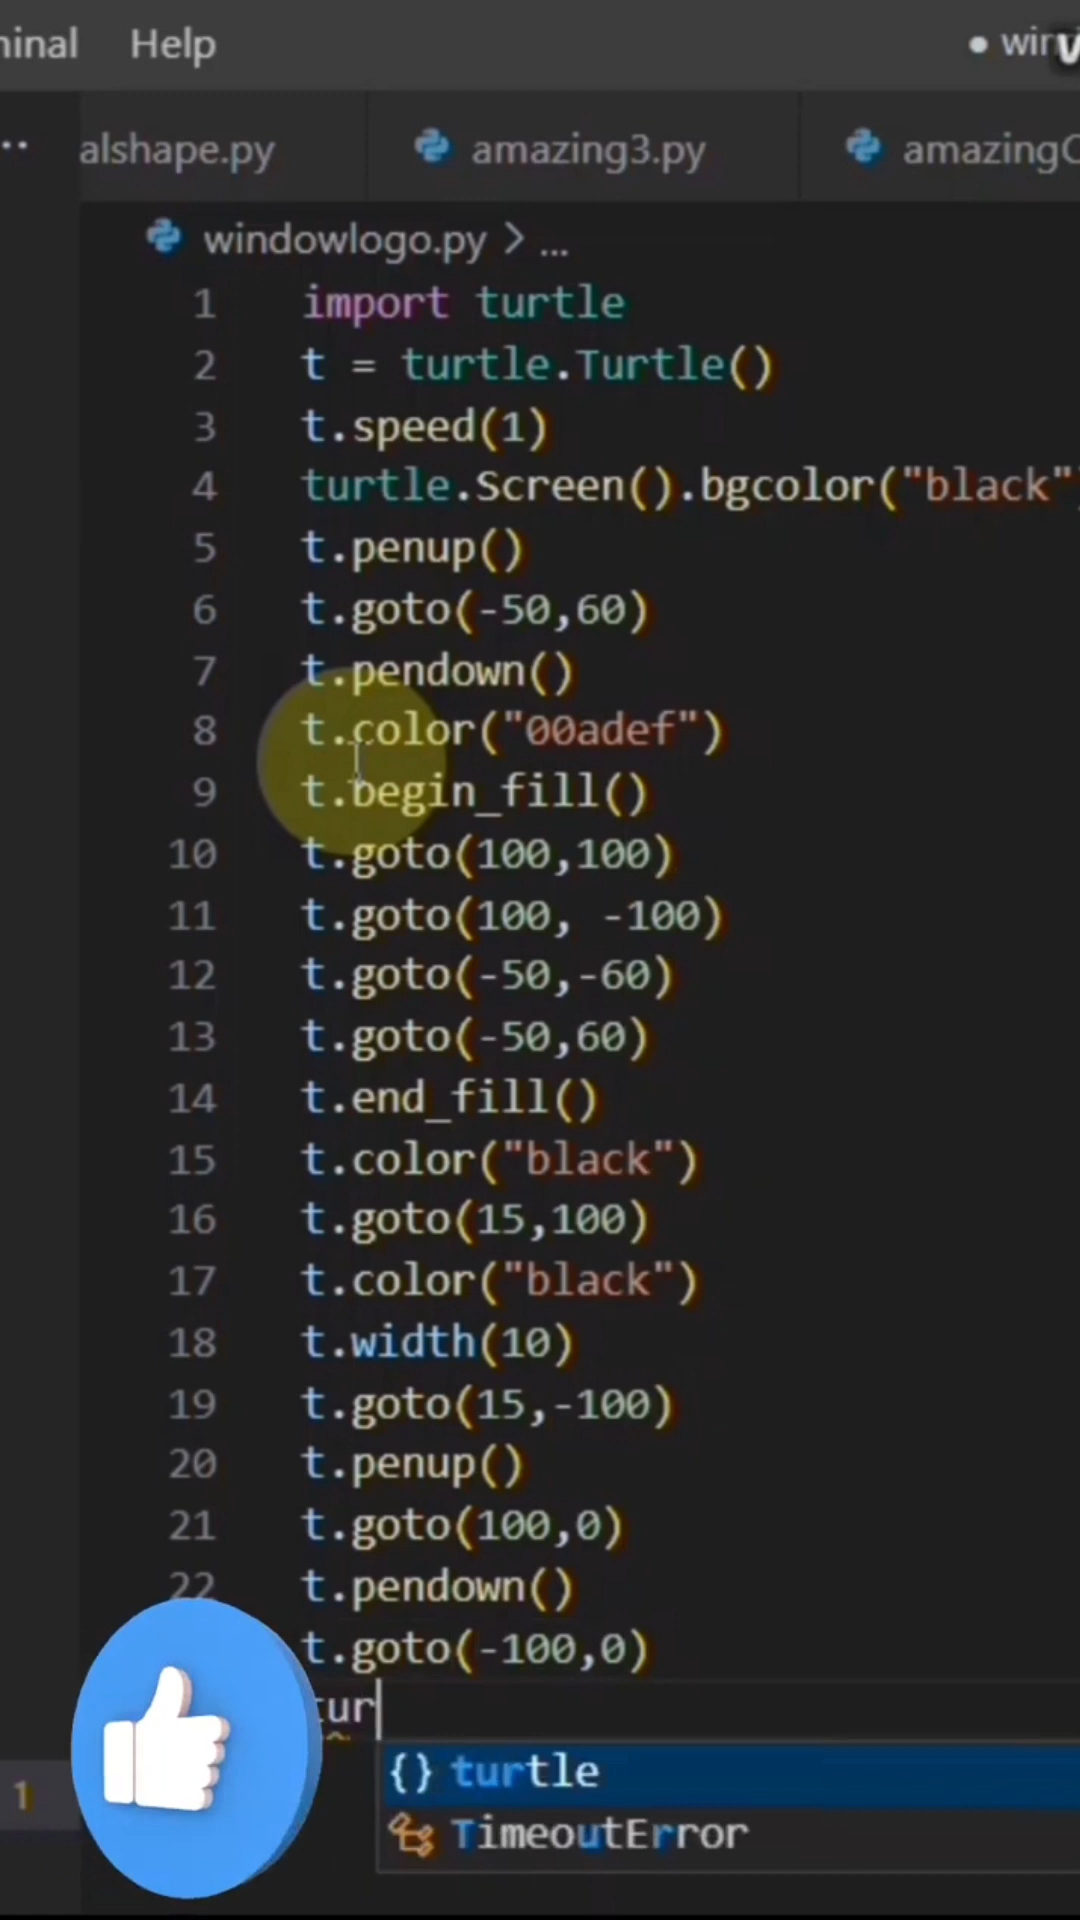 Help
alshape.py amazing3.py
windowlogo.py > ...
1 import turtle
2 t = turtle.Turtle()
3 t.speed(1)
4 turtle.Screen().bgcolor("black"
5 t.penup()
6 t.goto(-50,60)
7 t.pendown()
8 t.color("00adef")
9 t.begin_fill()
10 t.goto(100,100)
11 t.goto(100, -100)
12 t.goto(-50,-60)
13 t.goto(-50,60)
14 t.end_fill()
15 t.color("black")
16 t.goto(15,100)
17 t.color("black")
18 t.width(10)
19 t.goto(15,-100)
20 t.penup()
21 t.goto(100,0)
22 t.pendown()
t.goto(-100,0)
tur
{} turtle
1
TimeoutError